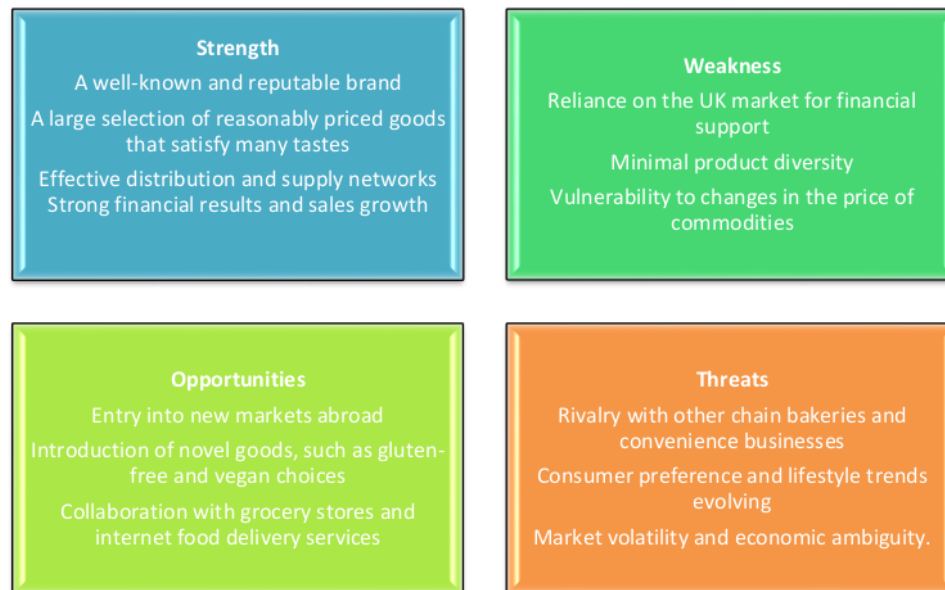 Strength
A well-known and reputable brand
A large selection of reasonably priced goods
that satisfy many tastes
Effective distribution and supply networks
Strong financial results and sales growth
Weakness
Reliance on the UK market for financial
support
Minimal product diversity
Vulnerability to changes in the price of
commodities
Opportunities
Entry into new markets abroad
Introduction of novel goods, such as gluten-
free and vegan choices
Collaboration with grocery stores and
internet food delivery services
Threats
Rivalry with other chain bakeries and
convenience businesses
Consumer preference and lifestyle trends
evolving
Market volatility and economic ambiguity.